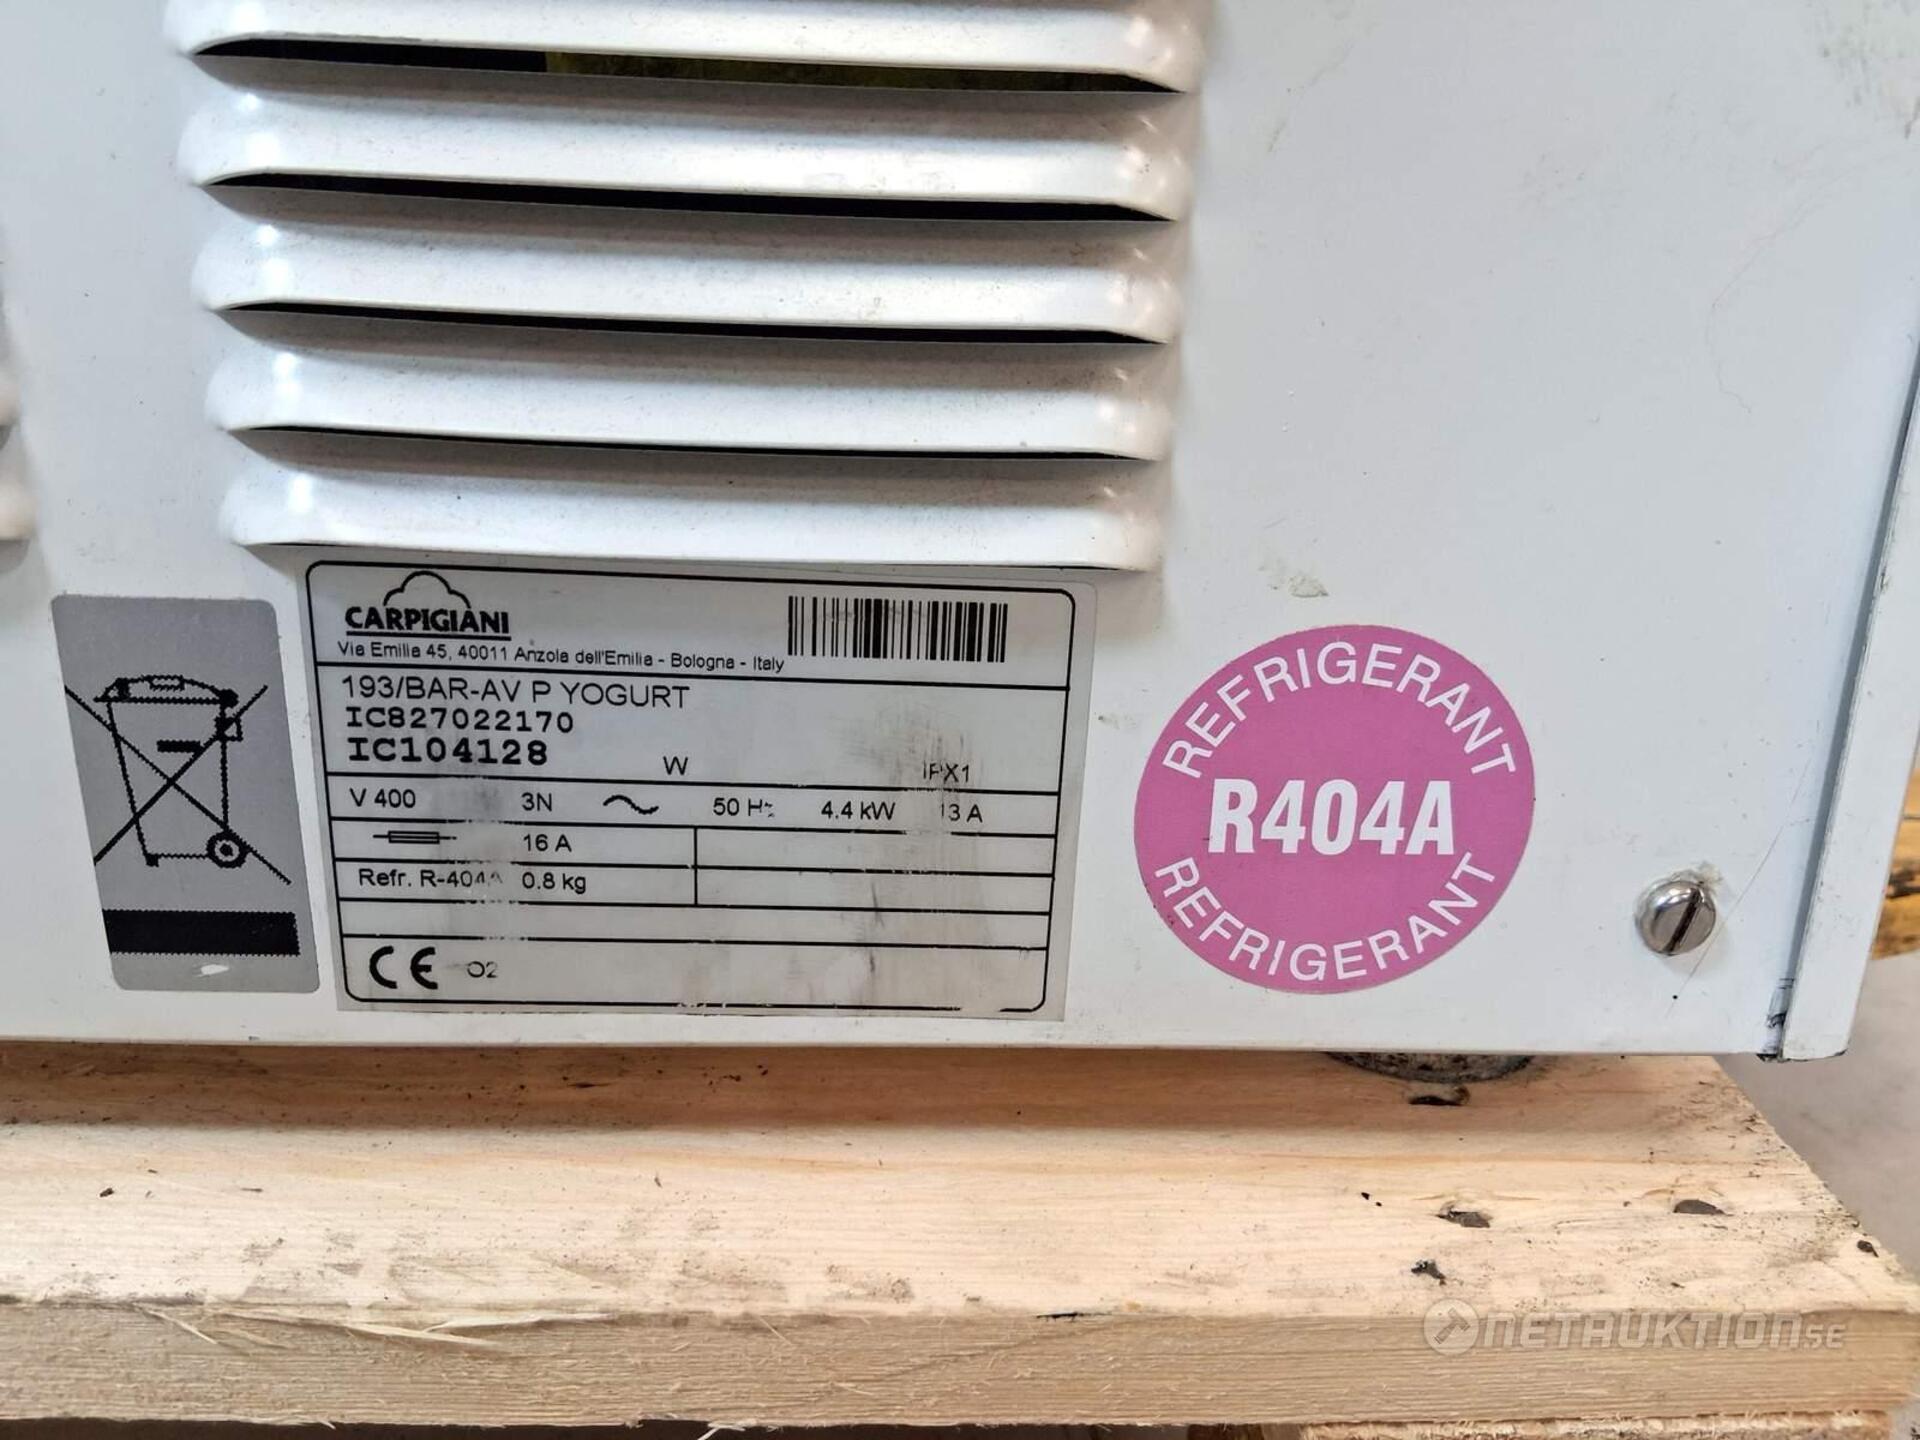 CARPIGIANI
Via Emilia 45, 40011 Anzola dell'Emilia - Bologna - Italy
193/BAR-AV P YOGURT
IC827022170
IC104128
W IPX1
V 400 3N 50 Hz 4.4 kW 13 A
16 A
Refr. R-404A 0.8 kg
CE O2
REFRIGERANT
R404A
REFRIGERANT
NETAUKTION.SE